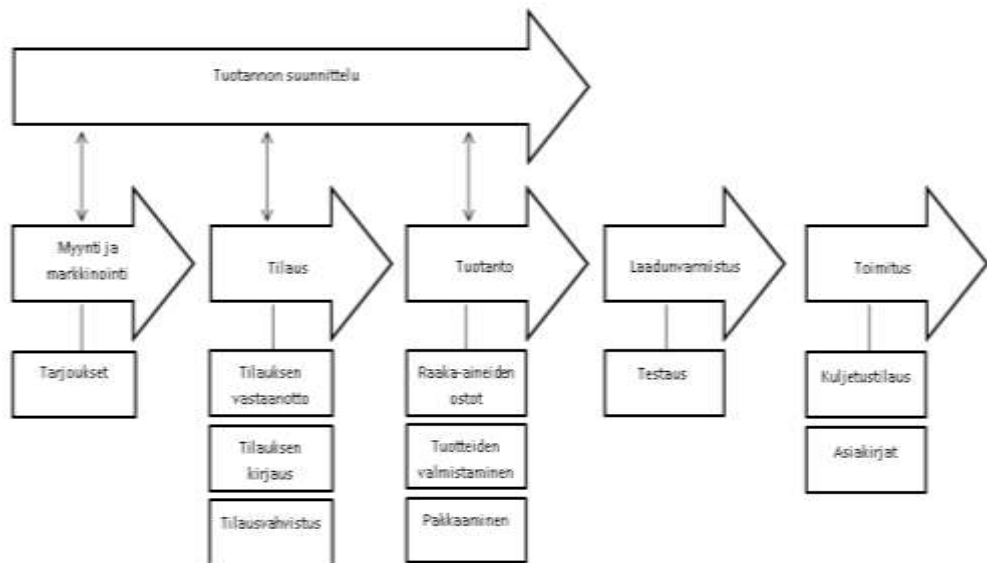 Tuotannon suunnittelu
Myynti ja
markkinointi
Tilaus
Tuotanto
Laadunvarmistus
Toimitus
Tarjoukset
Tilauksen
vastaanotto
Tilauksen
kirjaus
Tilausvahvistus
Raaka-aineiden
ostot
Tuotteiden
valmistaminen
Pakkaaminen
Testaus
Kuljetustilaus
Asiakirjat